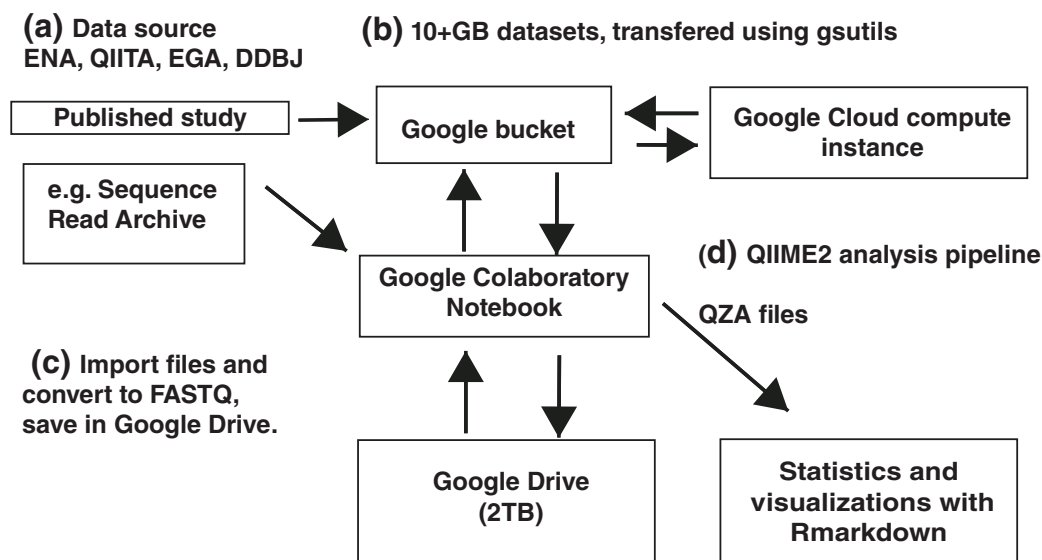 (a) Data source
ENA, QIITA, EGA, DDBJ
(b) 10+GB datasets, transfered using gsutils
Published study
Google bucket
Google Cloud compute
instance
e.g. Sequence
Read Archive
Google Colaboratory
Notebook
(d) QIIME2 analysis pipeline
QZA files
(c) Import files and
convert to FASTQ,
save in Google Drive.
Google Drive
(2TB)
Statistics and
visualizations with
Rmarkdown